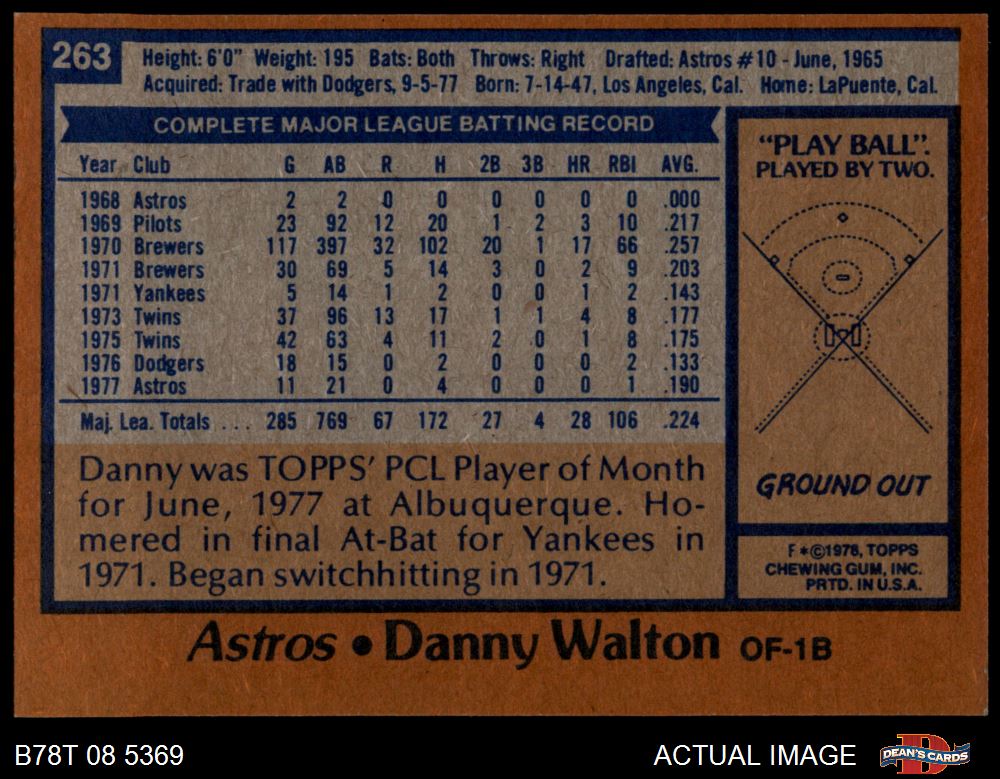 263
Height: 6'0" Weight: 195 Bats: Both Throws: Right Drafted: Astros #10 - June, 1965
Acquired: Trade with Dodgers, 9-5-77 Born: 7-14-47, Los Angeles, Cal. Home: LaPuente, Cal.
COMPLETE MAJOR LEAGUE BATTING RECORD
Year Club G AB R H 2B 3B HR RBI AVG.
1968 Astros 2 2 0 0 0 0 0 0 .000
1969 Pilots 23 92 12 20 1 2 3 10 .217
1970 Brewers 117 397 32 102 20 1 17 66 .257
1971 Brewers 30 69 5 14 3 0 2 9 .203
1971 Yankees 5 14 1 2 0 0 1 2 .143
1973 Twins 37 96 13 17 1 1 4 8 .177
1975 Twins 42 63 4 11 2 0 1 8 .175
1976 Dodgers 18 15 0 2 0 0 0 2 .133
1977 Astros 11 21 0 4 0 0 0 1 .190
Maj. Lea. Totals . . . 285 769 67 172 27 4 28 106 .224
Danny was TOPPS' PCL Player of Month
for June, 1977 at Albuquerque. Ho-
mered in final At-Bat for Yankees in
1971. Began switchhitting in 1971.
"PLAY BALL".
PLAYED BY TWO.
GROUND OUT
F*©1978, TOPPS
CHEWING GUM, INC.
PRTD. IN U.S.A.
Astros • Danny Walton OF-1B
B78T 08 5369
ACTUAL IMAGE
DEAN'S CARDS